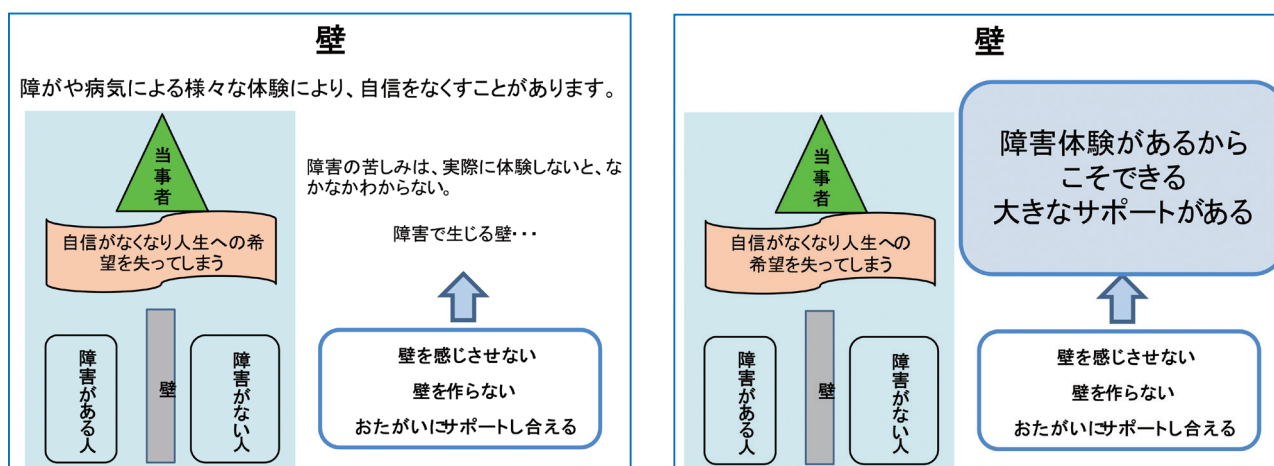 壁
障がや病気による様々な体験により、自信をなくすことがあります。
当事者
自信がなくなり人生への希
望を失ってしまう
障害の苦しみは、実際に体験しないと、な
かなかわからない。
障害で生じる壁・・・
障害がある人
壁
障害がない人
壁を感じさせない
壁を作らない
おたがいにサポートし合える
壁
当事者
自信がなくなり人生への
希望を失ってしまう
障害体験があるから
こそできる
大きなサポートがある
障害がある人
壁
障害がない人
壁を感じさせない
壁を作らない
おたがいにサポートし合える